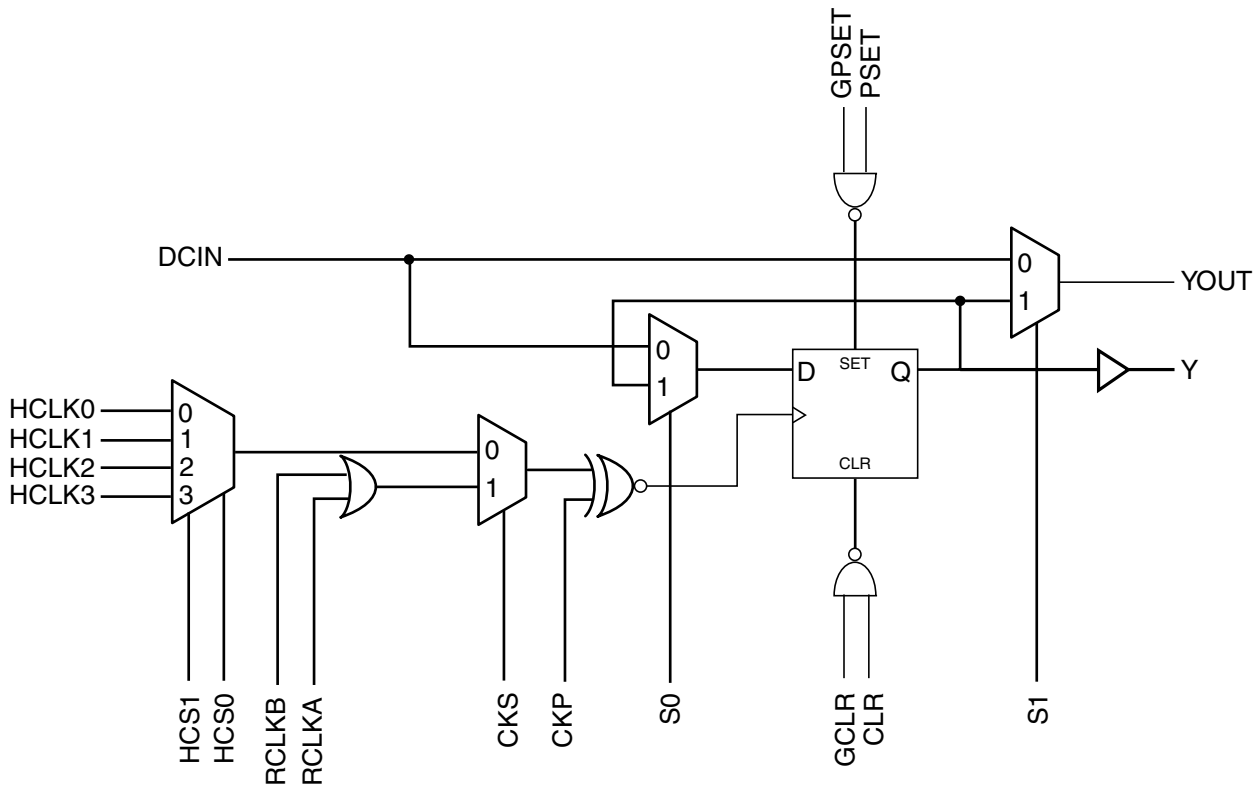 GPSET
PSET
DCIN
0
1
YOUT
0
1
D
SET
Q
Y
CLR
HCLK0
HCLK1
HCLK2
HCLK3
0
1
2
3
0
1
HCS1
HCS0
RCLKB
RCLKA
CKS
CKP
S0
GCLR
CLR
S1